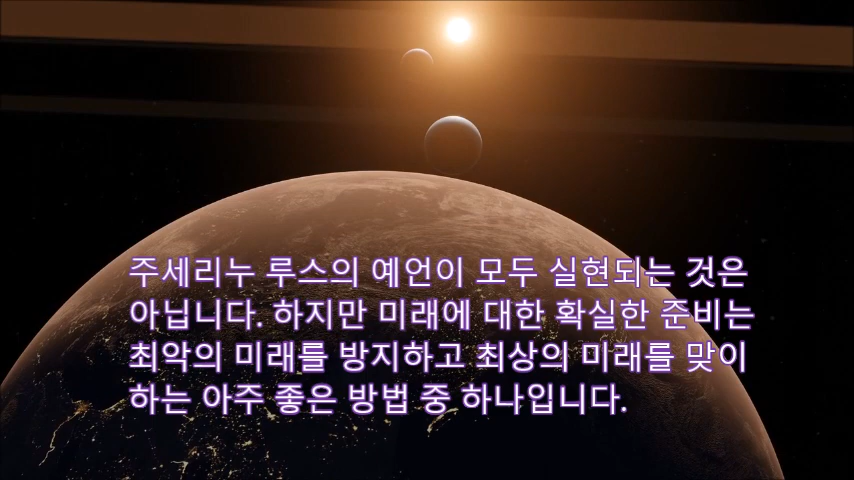 주세리누 루스의 예언이 모두 실현되는 것은
아닙니다. 하지만 미래에 대한 확실한 준비는
최악의 미래를 방지하고 최상의 미래를 맞이
하는 아주 좋은 방법 중 하나입니다.